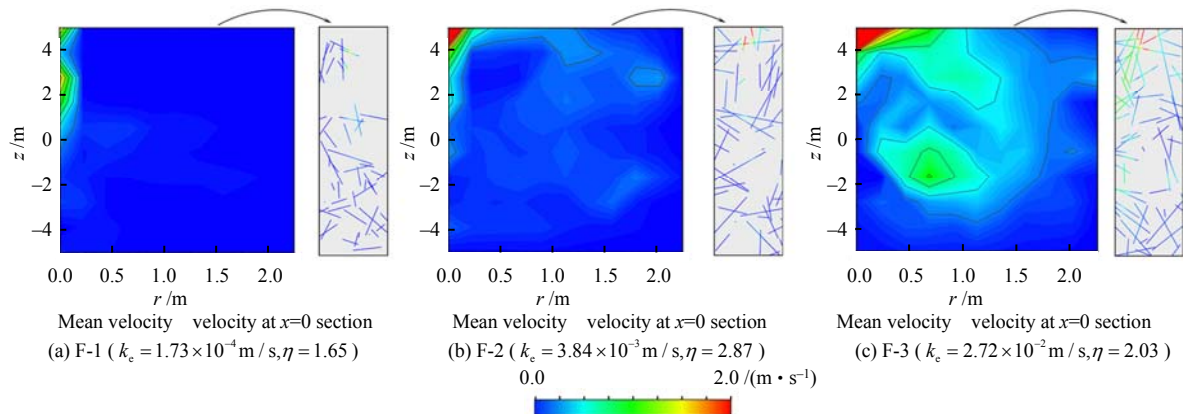 4 4 4
2 2 2
z /m z /m z /m
0 0 0
−2 −2 −2
−4 −4 −4
0.0 0.5 1.0 1.5 2.0 0.0 0.5 1.0 1.5 2.0 0.0 0.5 1.0 1.5 2.0
r /m r /m r /m
Mean velocity velocity at x=0 section Mean velocity velocity at x=0 section Mean velocity velocity at x=0 section
(a) F-1 ( kₑ = 1.73×10⁻⁴ m / s,η = 1.65 ) (b) F-2 ( kₑ = 3.84×10⁻³ m / s,η = 2.87 ) (c) F-3 ( kₑ = 2.72×10⁻² m / s,η = 2.03 )
0.0 2.0 /(m • s⁻¹)